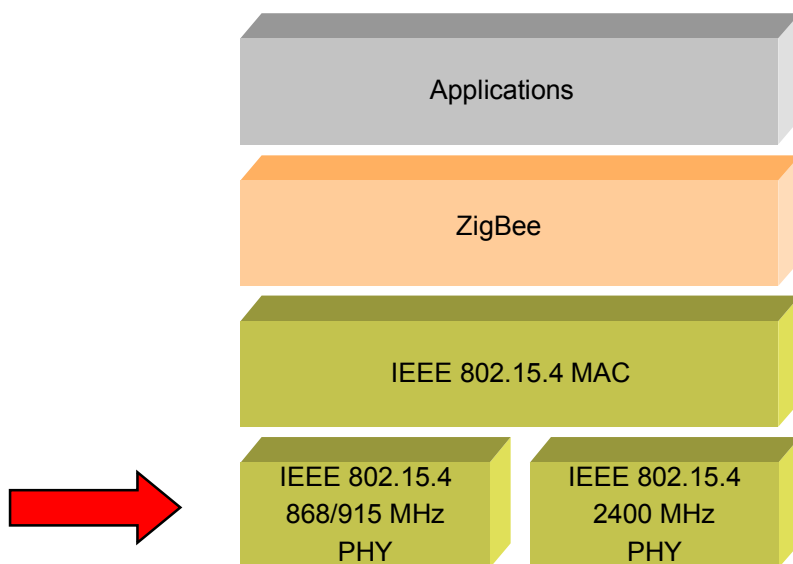 Applications
ZigBee
IEEE 802.15.4 MAC
IEEE 802.15.4
868/915 MHz
PHY
IEEE 802.15.4
2400 MHz
PHY